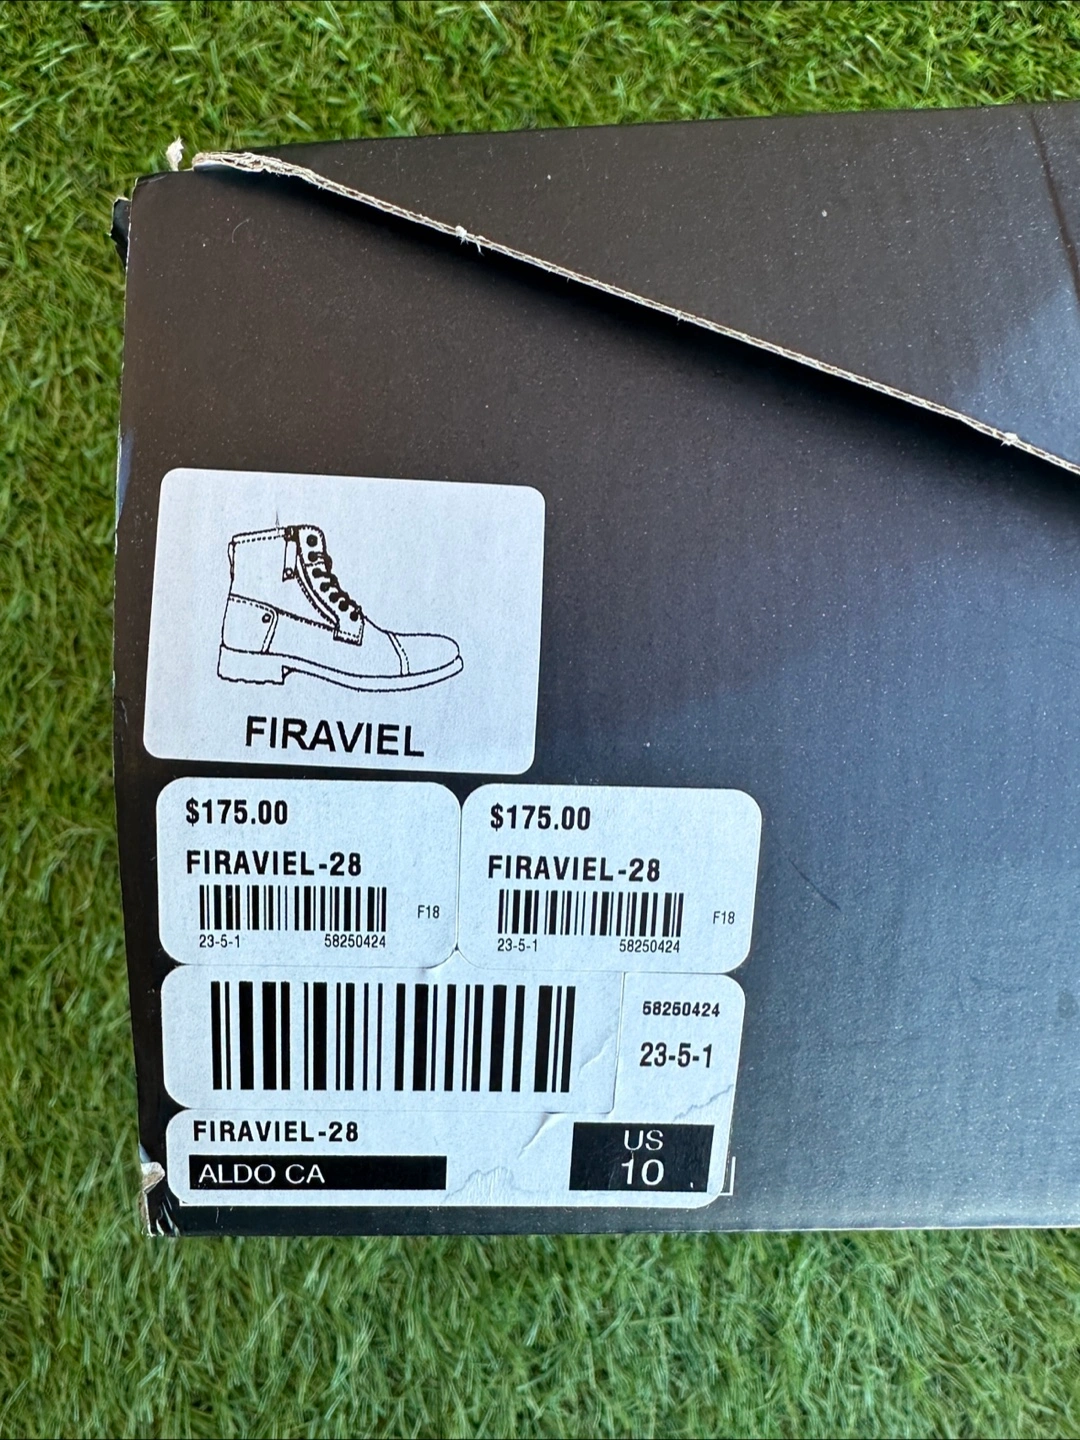 FIRAVIEL
$175.00
FIRAVIEL-28
F18
23-5-1 58250424
$175.00
FIRAVIEL-28
F18
23-5-1 58250424
58250424
23-5-1
FIRAVIEL-28
ALDO CA
US
10